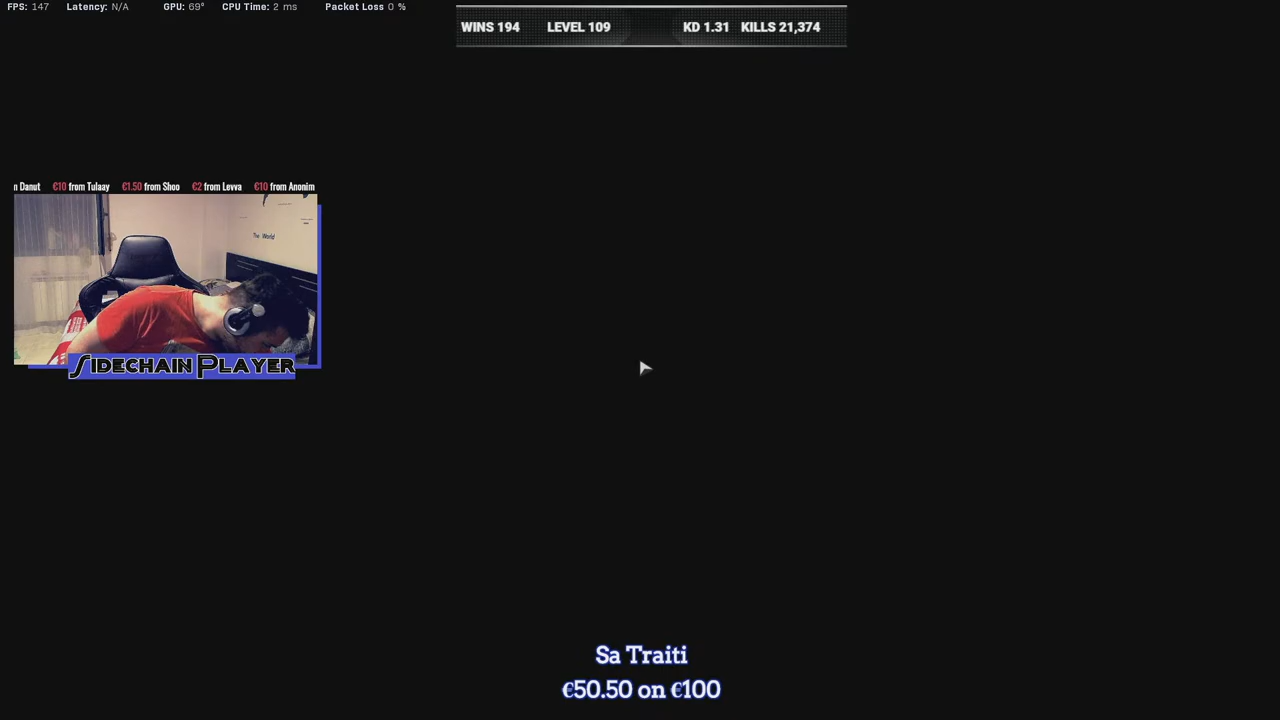 FPS: 147 Latency: N/A GPU: 69° CPU Time: 2 ms Packet Loss 0 %
WINS 194 LEVEL 109 KD 1.31 KILLS 21,374
n Danut €10 from Tulaay €1.50 from Shoo €2 from Levva €10 from Anonim
The World
SIDECHAIN PLAYER
Sa Traiti
€50.50 on €100